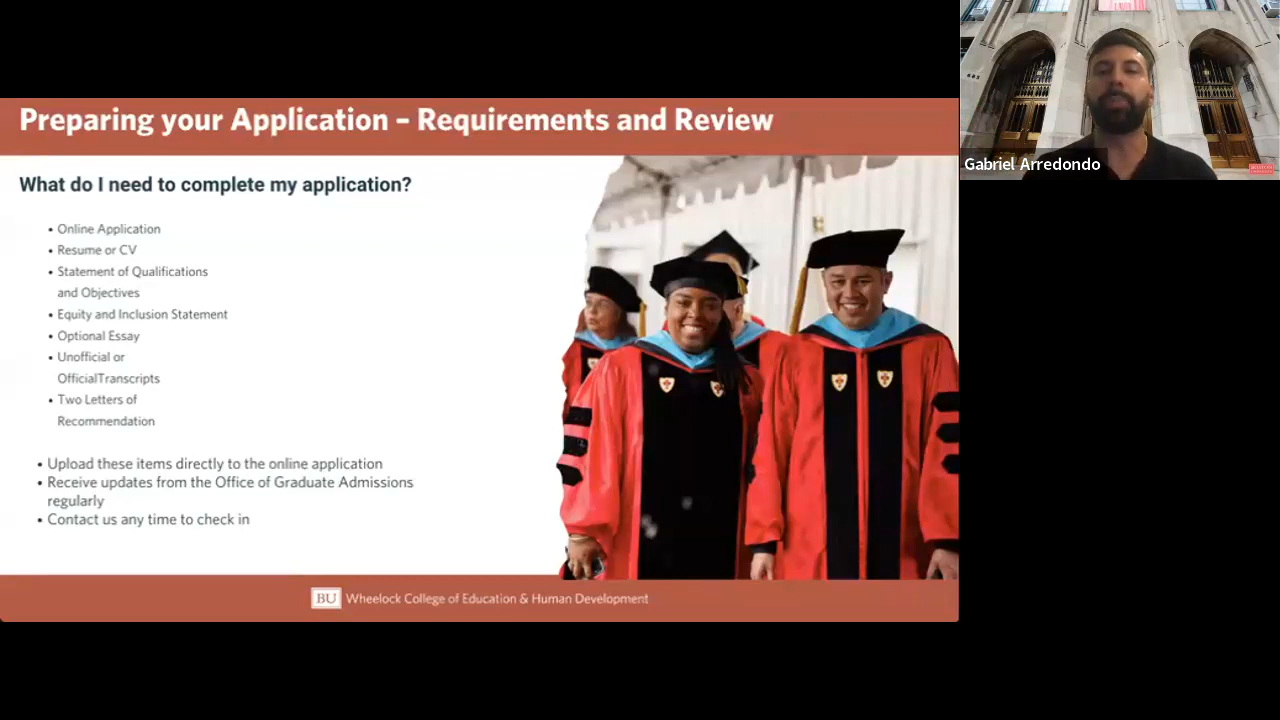 Preparing your Application – Requirements and Review
What do I need to complete my application?
• Online Application
• Resume or CV
• Statement of Qualifications
and Objectives
• Equity and Inclusion Statement
• Optional Essay
• Unofficial or
OfficialTranscripts
• Two Letters of
Recommendation
• Upload these items directly to the online application
• Receive updates from the Office of Graduate Admissions
regularly
• Contact us any time to check in
BU Wheelock College of Education & Human Development
Gabriel Arredondo